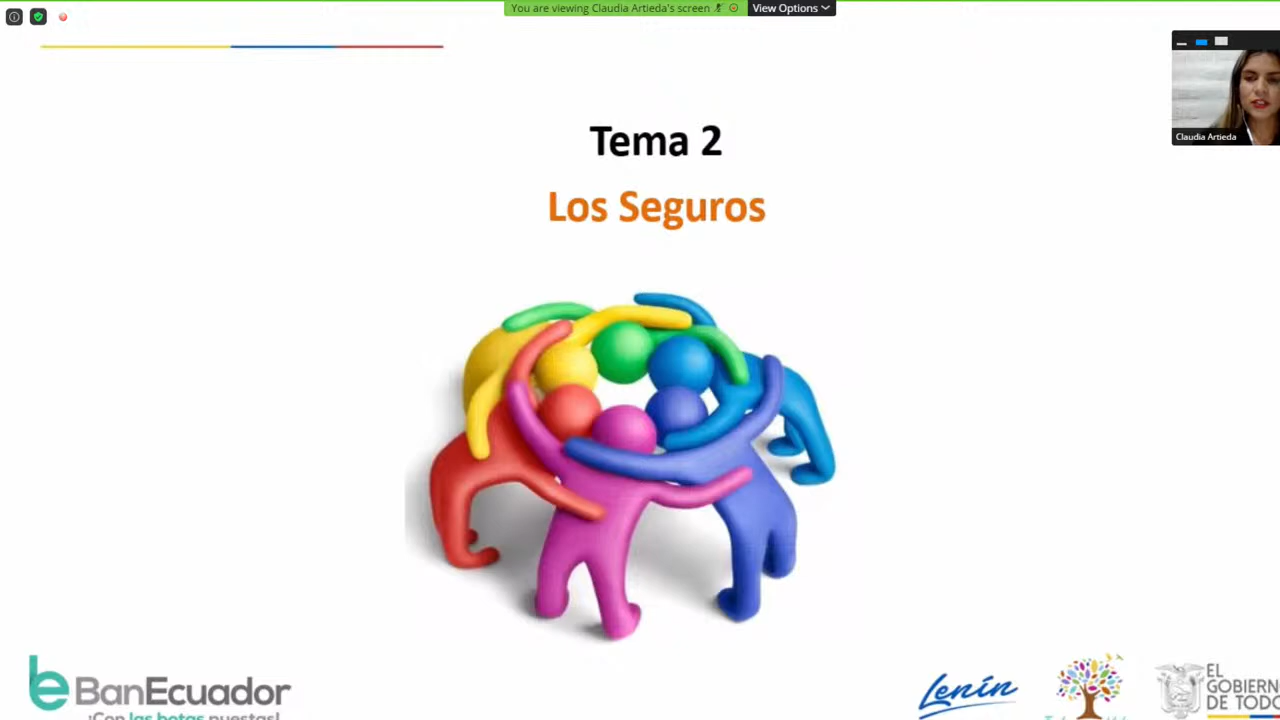 You are viewing Claudia Artieda's screen
View Options
Claudia Artieda
Tema 2
Los Seguros
BanEcuador
¡Con las botas puestas!
Lenín
EL
GOBIERN
DE TODO